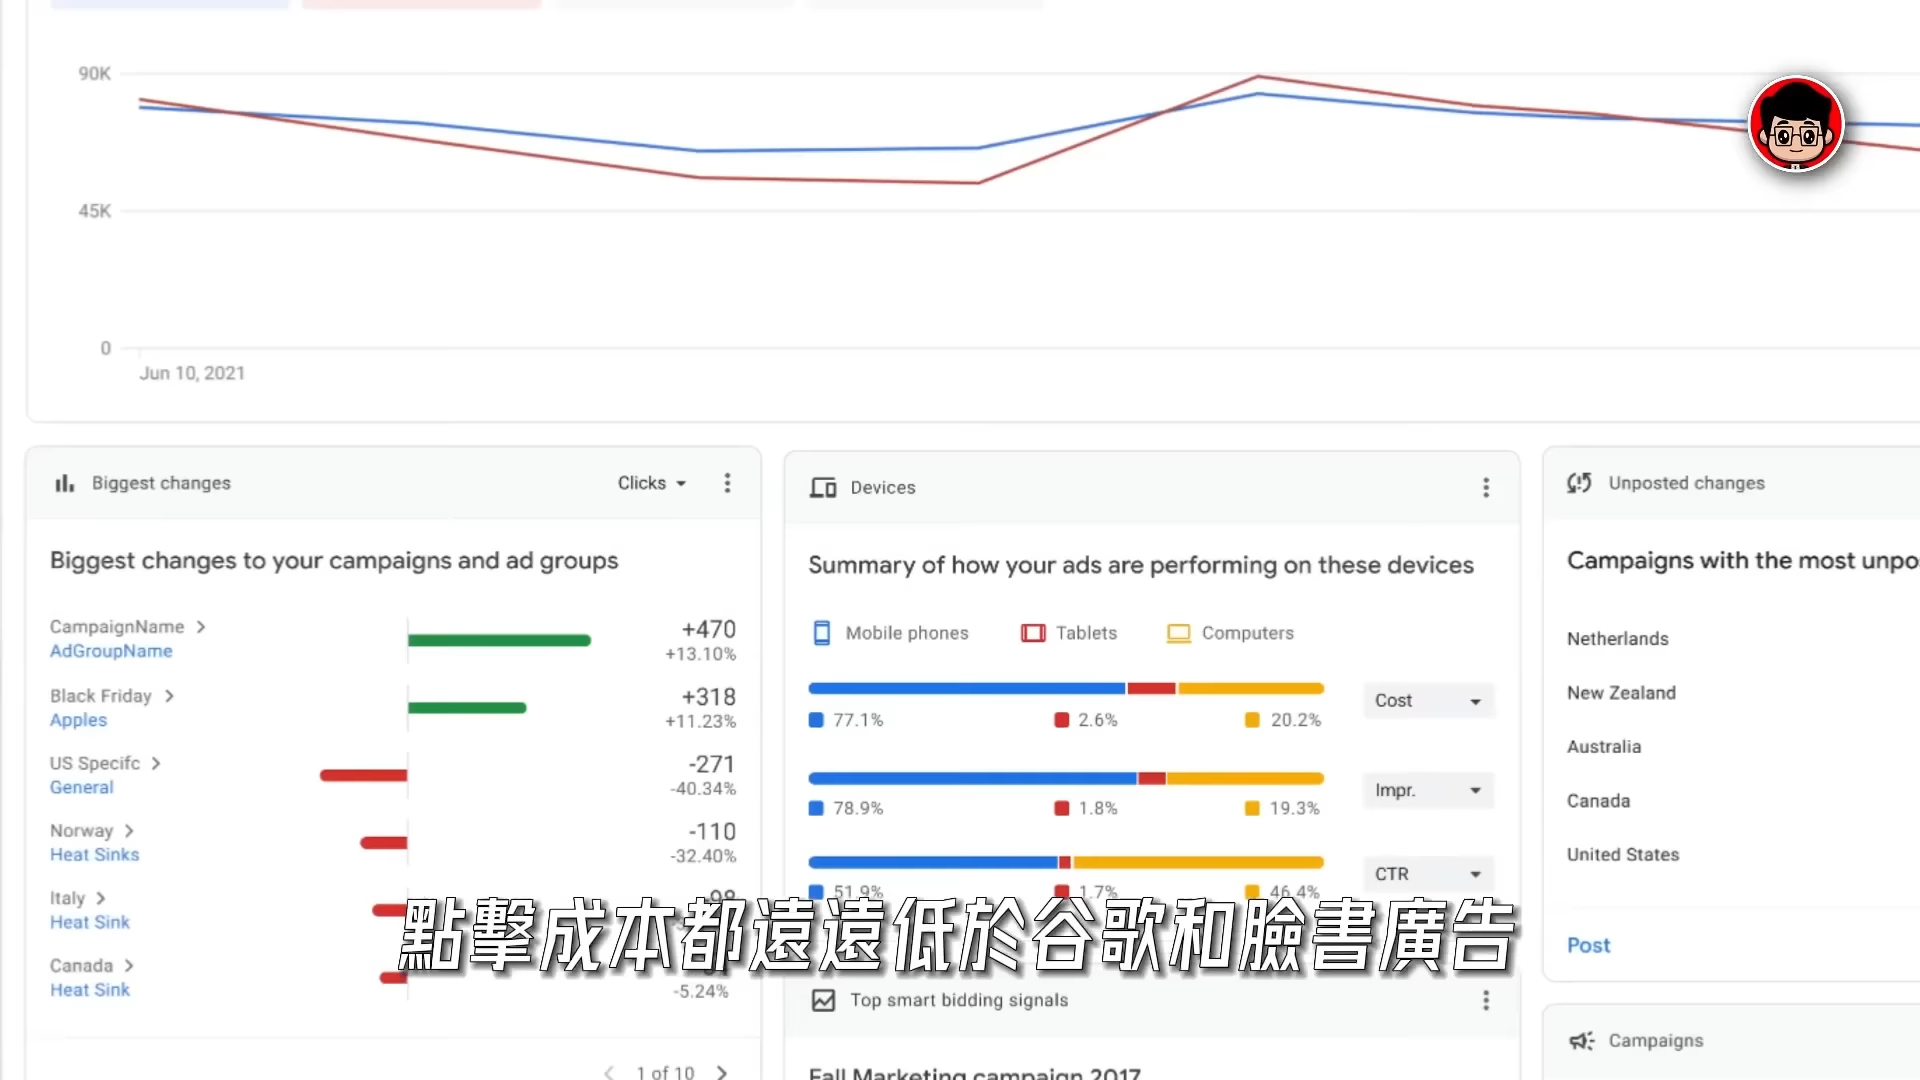 90K
45K
0
Jun 10, 2021
Biggest changes
Clicks
Biggest changes to your campaigns and ad groups
CampaignName
AdGroupName
+470
+13.10%
Black Friday
Apples
+318
+11.23%
US Specifc
General
-271
-40.34%
Norway
Heat Sinks
-110
-32.40%
Italy
Heat Sink
Canada
Heat Sink
-5.24%
1 of 10
Devices
Summary of how your ads are performing on these devices
Mobile phones Tablets Computers
77.1% 2.6% 20.2% Cost
78.9% 1.8% 19.3% Impr.
51.9% 1.7% 46.4% CTR
Top smart bidding signals
Fall Marketing campaign 2017
Unposted changes
Campaigns with the most
Netherlands
New Zealand
Australia
Canada
United States
Post
Campaigns
點擊成本都遠遠低於谷歌和臉書廣告